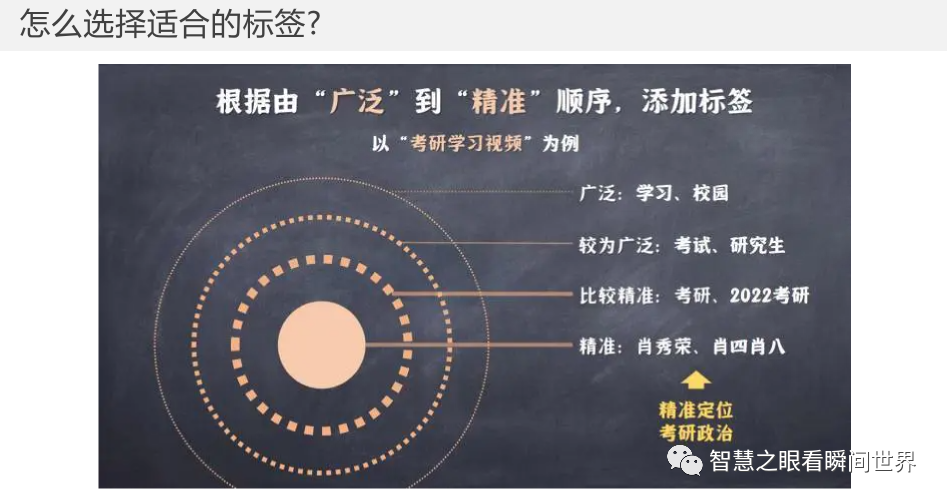 怎么选择适合的标签?
根据由“广泛”到“精准”顺序，添加标签
以“考研学习视频”为例
广泛：学习、校园
较为广泛：考试、研究生
比较精准：考研、2022考研
精准：肖秀荣、肖四肖八
精准定位
考研政治
智慧之眼看瞬间世界